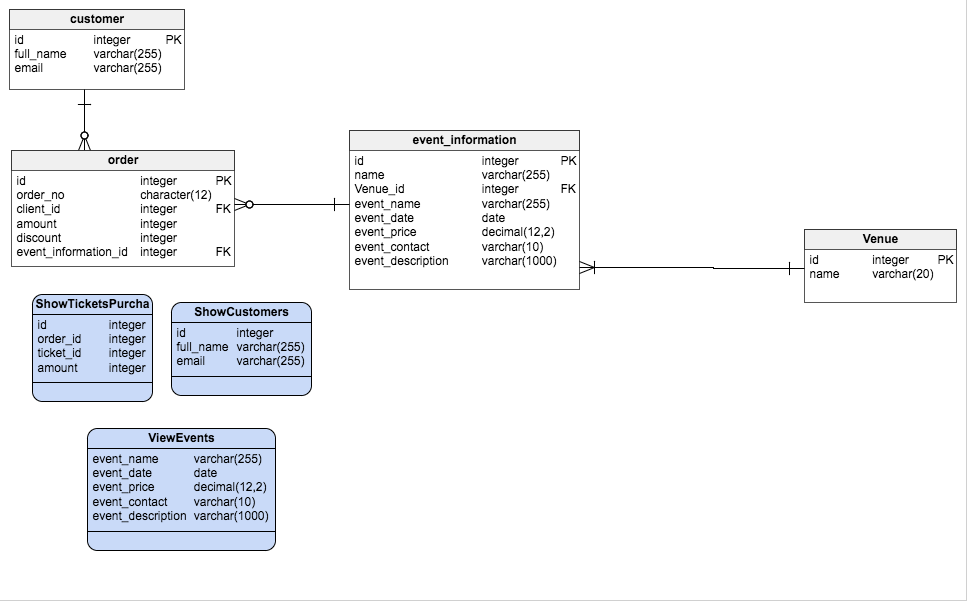 customer
id integer PK
full_name varchar(255)
email varchar(255)
order
id integer PK
order_no character(12)
client_id integer FK
amount integer
discount integer
event_information_id integer FK
event_information
id integer PK
name varchar(255)
Venue_id integer FK
event_name varchar(255)
event_date date
event_price decimal(12,2)
event_contact varchar(10)
event_description varchar(1000)
Venue
id integer PK
name varchar(20)
ShowTicketsPurcha
id integer
order_id integer
ticket_id integer
amount integer
ShowCustomers
id integer
full_name varchar(255)
email varchar(255)
ViewEvents
event_name varchar(255)
event_date date
event_price decimal(12,2)
event_contact varchar(10)
event_description varchar(1000)